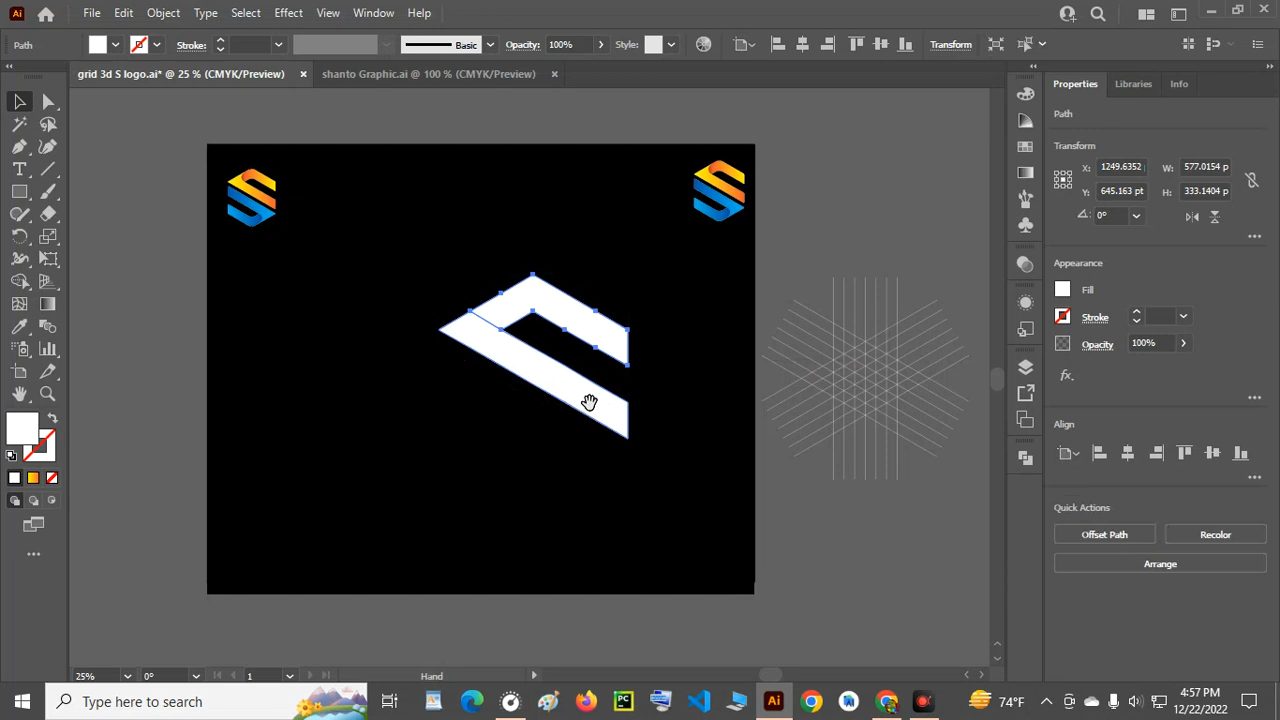 Ai File Edit Object Type Select Effect View Window Help
Path Stroke: Basic Opacity: 100% Style: Transform
grid 3d S logo.ai* @ 25 % (CMYK/Preview) × shanto Graphic.ai @ 100 % (CMYK/Preview) ×
Properties Libraries Info
Path
Transform
X: 1249.6352 W: 577.0154 p
Y: 645.163 pt H: 333.1404 p
0°
Appearance
Fill
Stroke
Opacity 100%
fx.
Align
Quick Actions
Offset Path Recolor
Arrange
25% 0° 1 Hand
Type here to search
PC
Ai
74°F
4:57 PM
12/22/2022